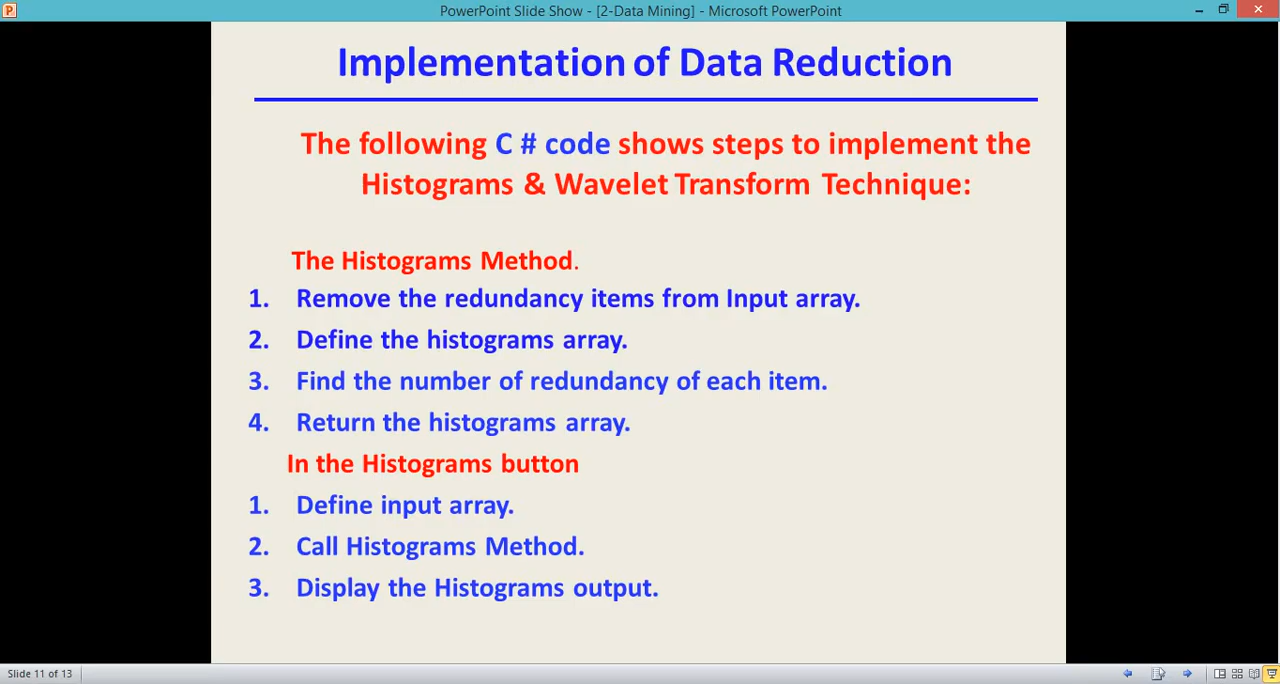 PowerPoint Slide Show - [2-Data Mining] - Microsoft PowerPoint
Implementation of Data Reduction
The following C # code shows steps to implement the
Histograms & Wavelet Transform Technique:
The Histograms Method.
1. Remove the redundancy items from Input array.
2. Define the histograms array.
3. Find the number of redundancy of each item.
4. Return the histograms array.
In the Histograms button
1. Define input array.
2. Call Histograms Method.
3. Display the Histograms output.
Slide 11 of 13